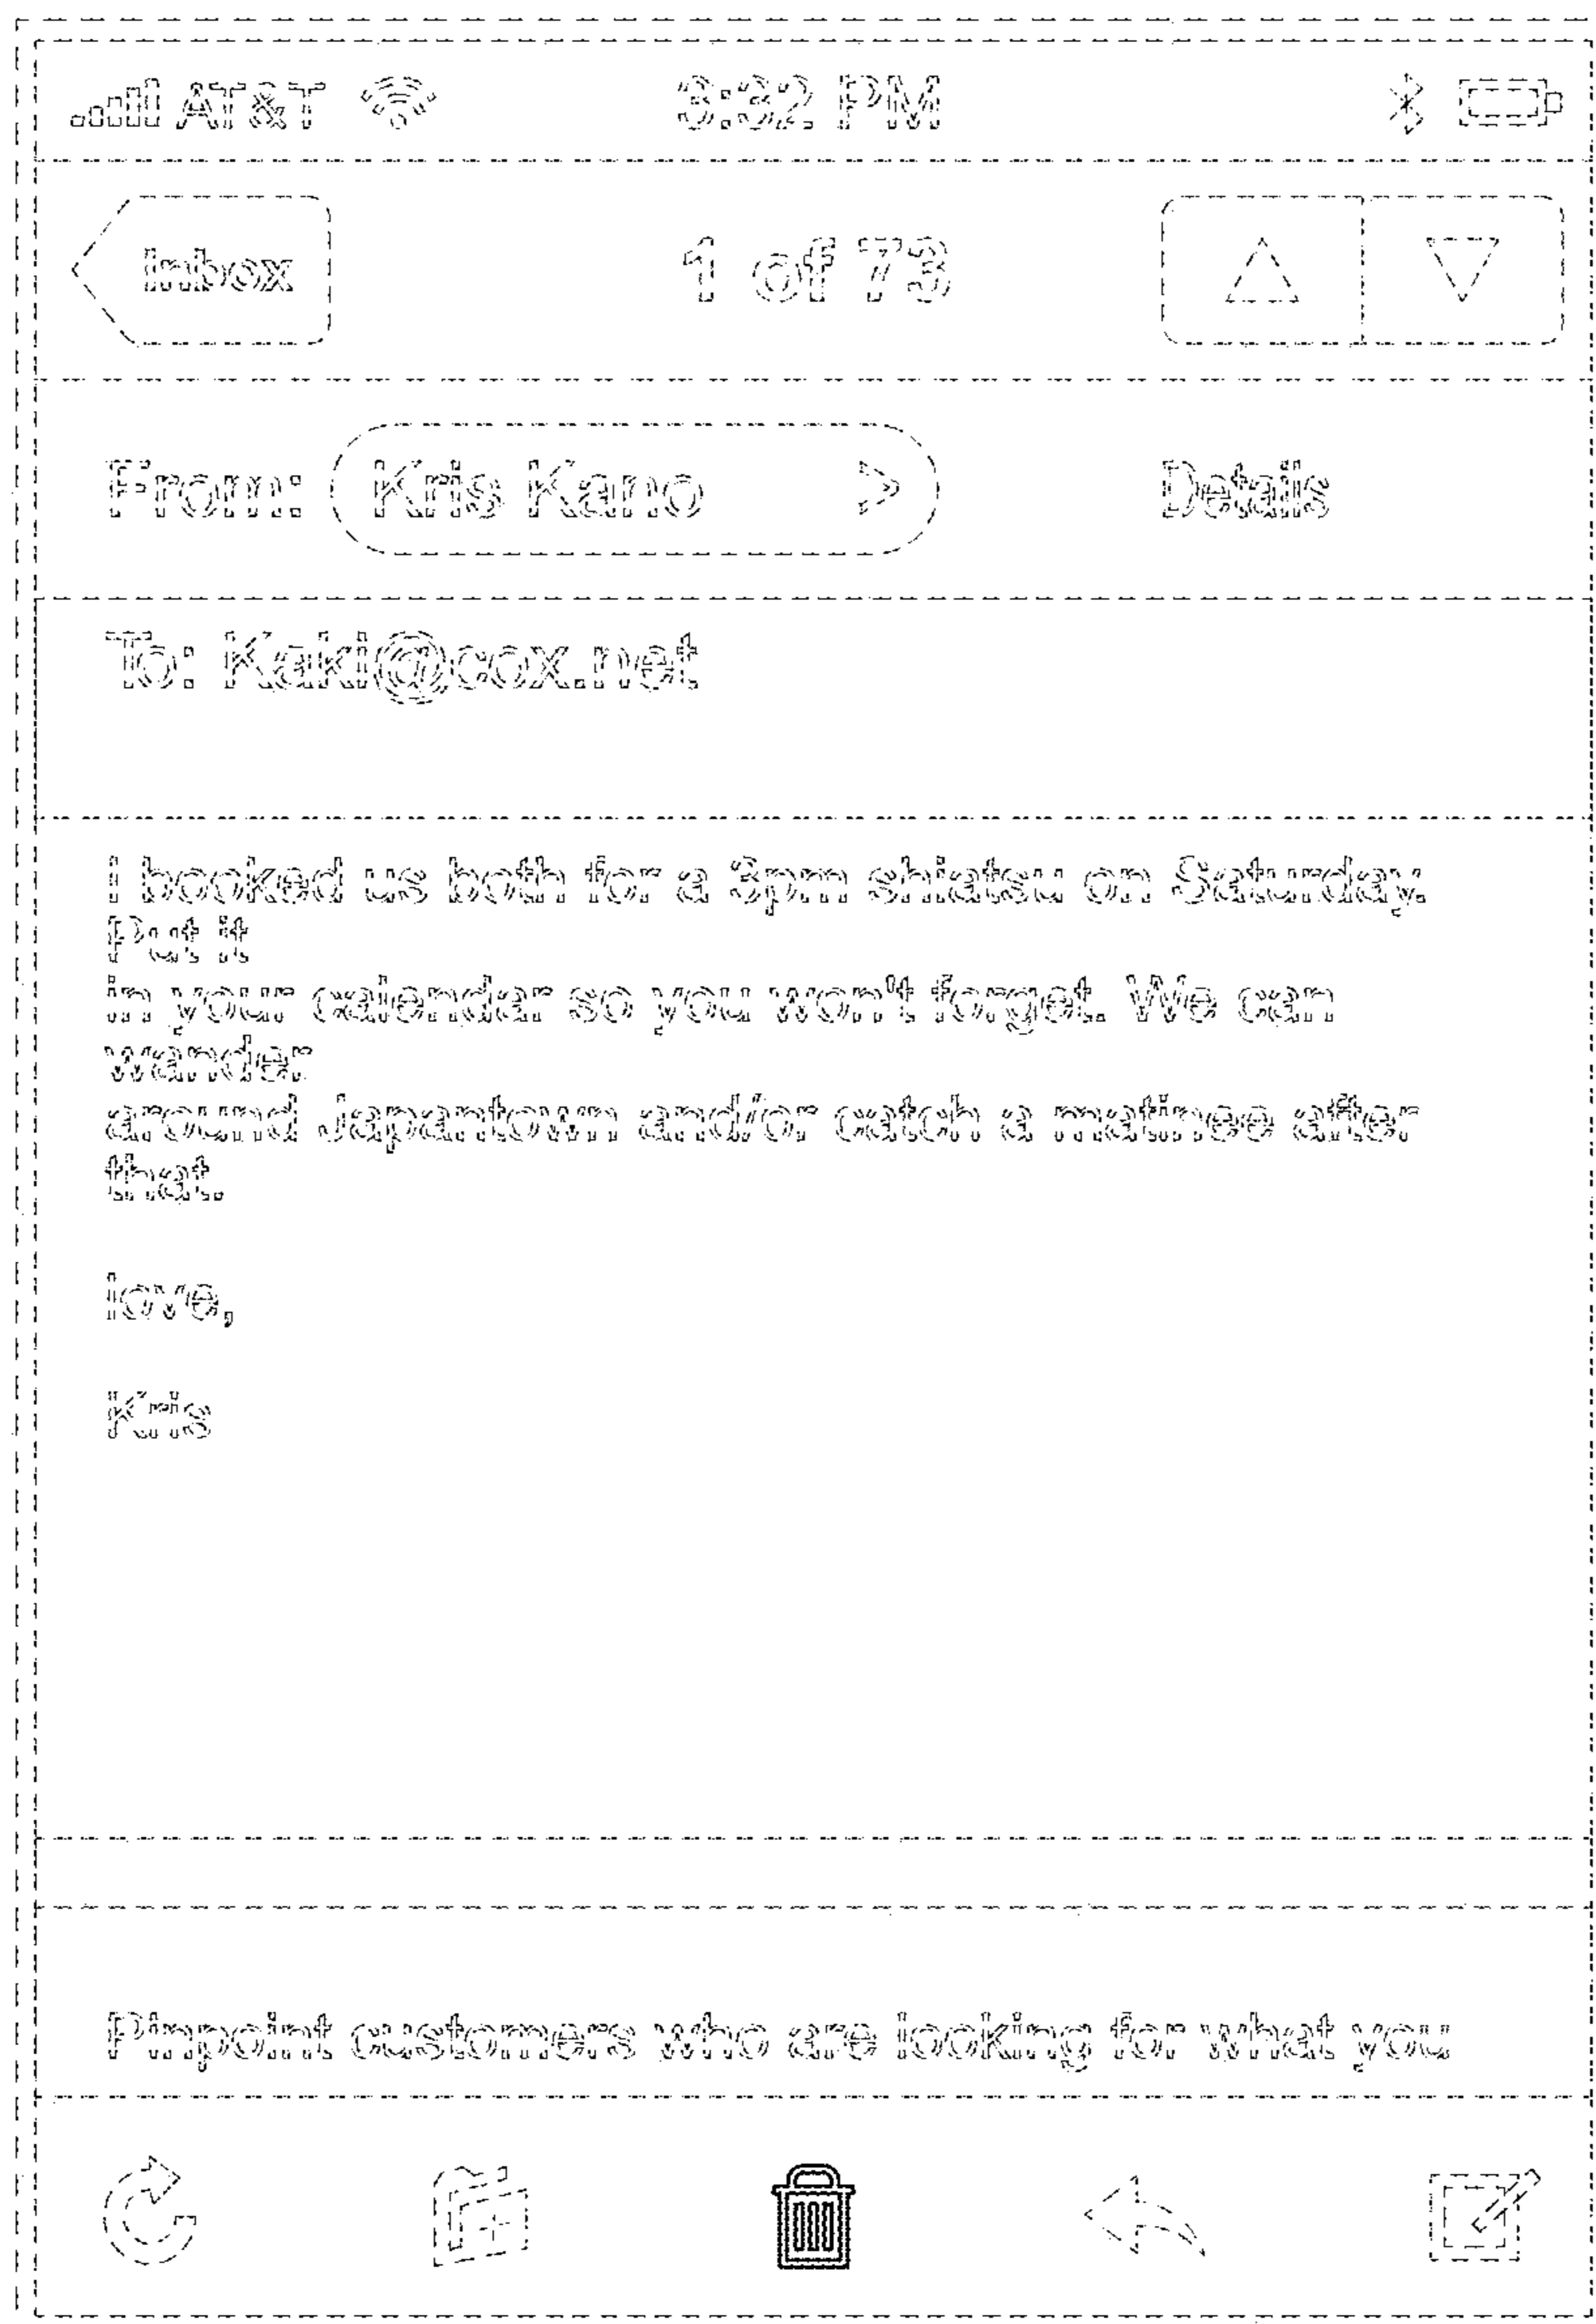 AT&T 3:32 PM
Inbox 1 of 73
From: Kris Kano > Details
To: Kaki@cox.net
I booked us both for a 3pm shiatsu on Saturday.
Put it
in your calendar so you won't forget. We can
wander
around Japantown and/or catch a matinee after
that.
love,
Kris
Pinpoint customers who are looking for what you